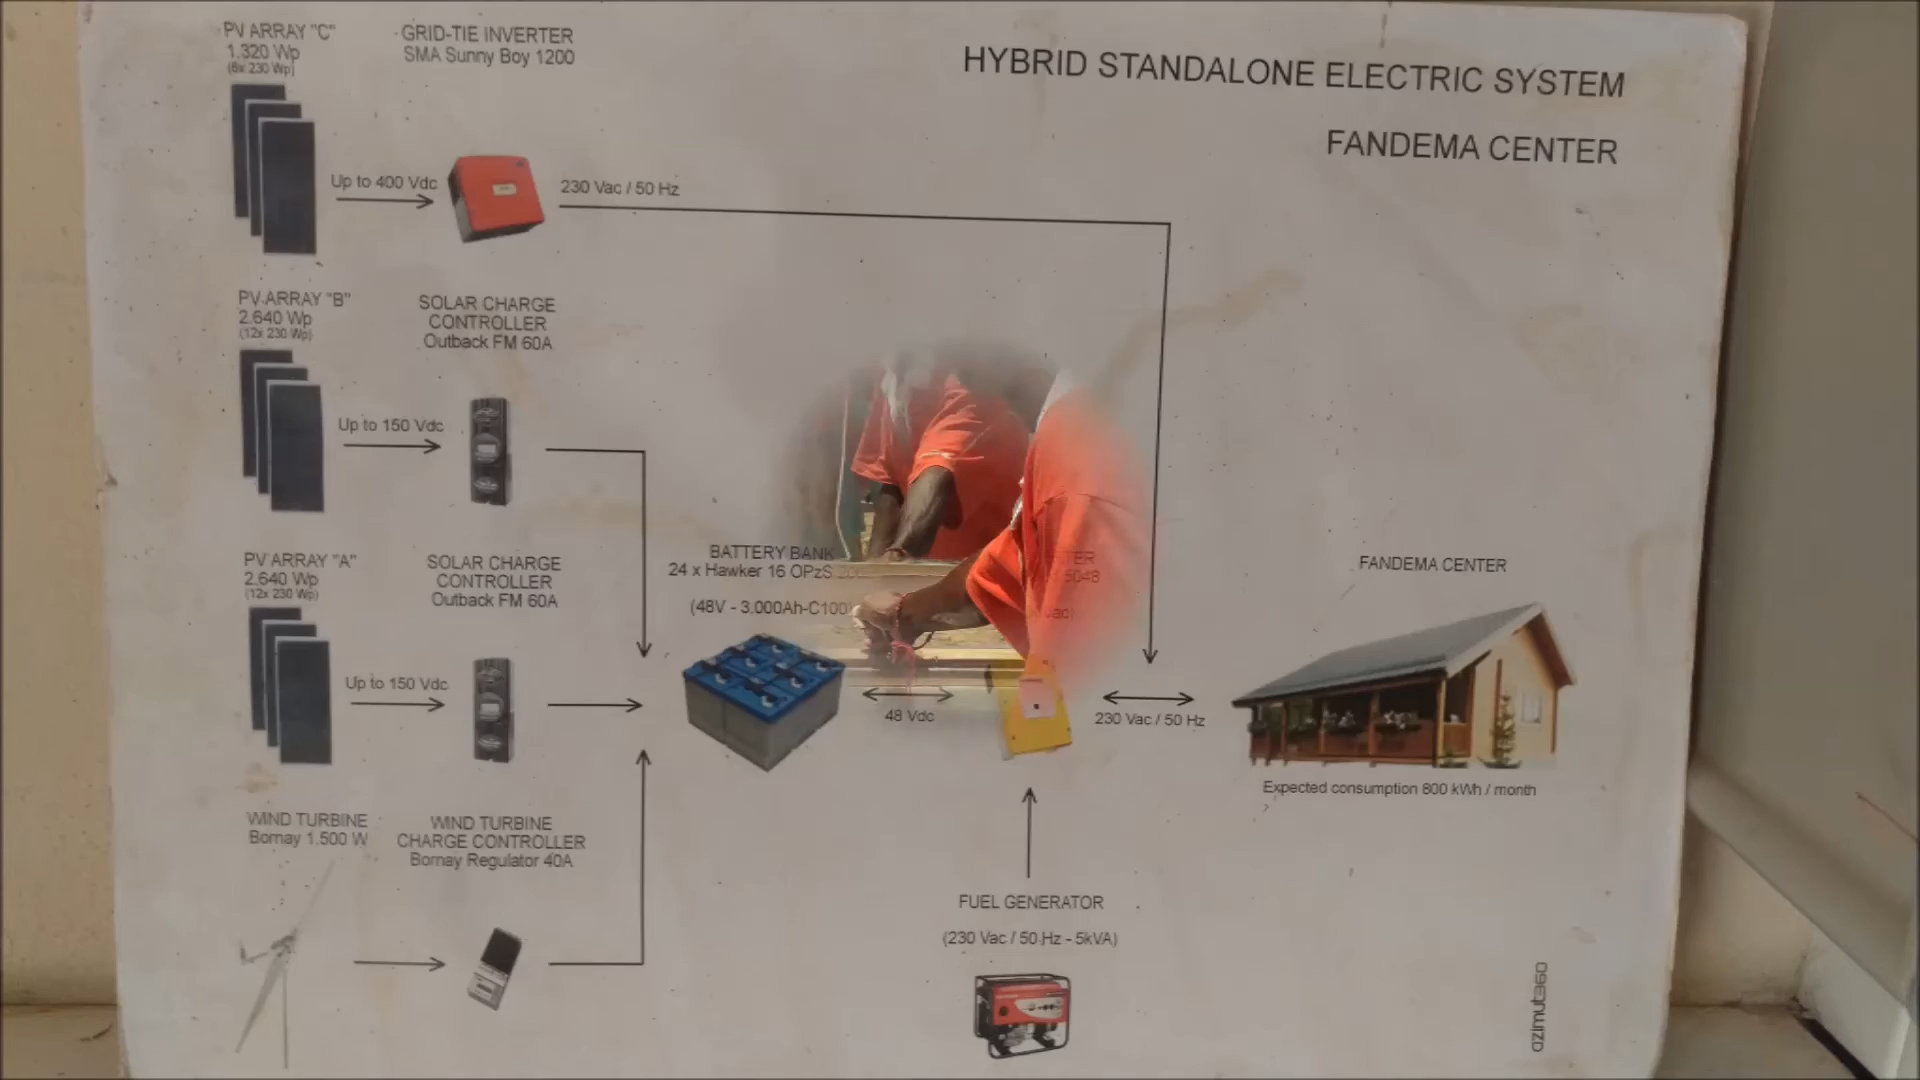 HYBRID STANDALONE ELECTRIC SYSTEM
FANDEMA CENTER
PV ARRAY "C"
1.320 Wp
(6x 230 Wp)
GRID-TIE INVERTER
SMA Sunny Boy 1200
Up to 400 Vdc
230 Vac / 50 Hz
PV ARRAY "B"
2.640 Wp
(12x 230 Wp)
SOLAR CHARGE
CONTROLLER
Outback FM 60A
Up to 150 Vdc
PV ARRAY "A"
2.640 Wp
(12x 230 Wp)
SOLAR CHARGE
CONTROLLER
Outback FM 60A
Up to 150 Vdc
BATTERY BANK
24 x Hawker 16 OPzS
(48V - 3.000Ah-C100)
48 Vdc
5048
230 Vac / 50 Hz
FANDEMA CENTER
Expected consumption 800 kWh / month
WIND TURBINE
Bornay 1.500 W
WIND TURBINE
CHARGE CONTROLLER
Bornay Regulator 40A
FUEL GENERATOR
(230 Vac / 50 Hz - 5kVA)
azimut360